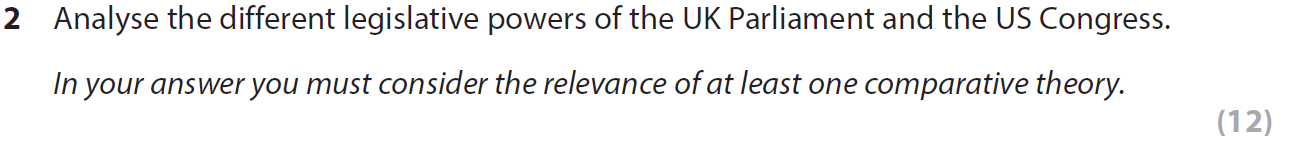 2 Analyse the different legislative powers of the UK Parliament and the US Congress.
In your answer you must consider the relevance of at least one comparative theory.
(12)